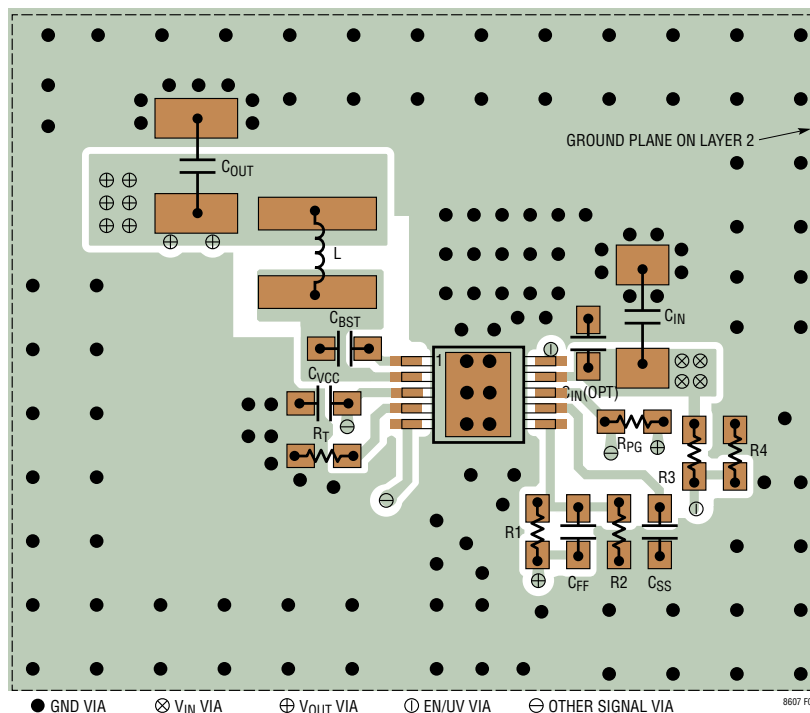 GROUND PLANE ON LAYER 2
COUT
L
CBST
CIN
1
CVCC
CIN(OPT)
RT
RPG
R3
R4
R1
CFF
R2
CSS
GND VIA
VIN VIA
VOUT VIA
EN/UV VIA
OTHER SIGNAL VIA
8607